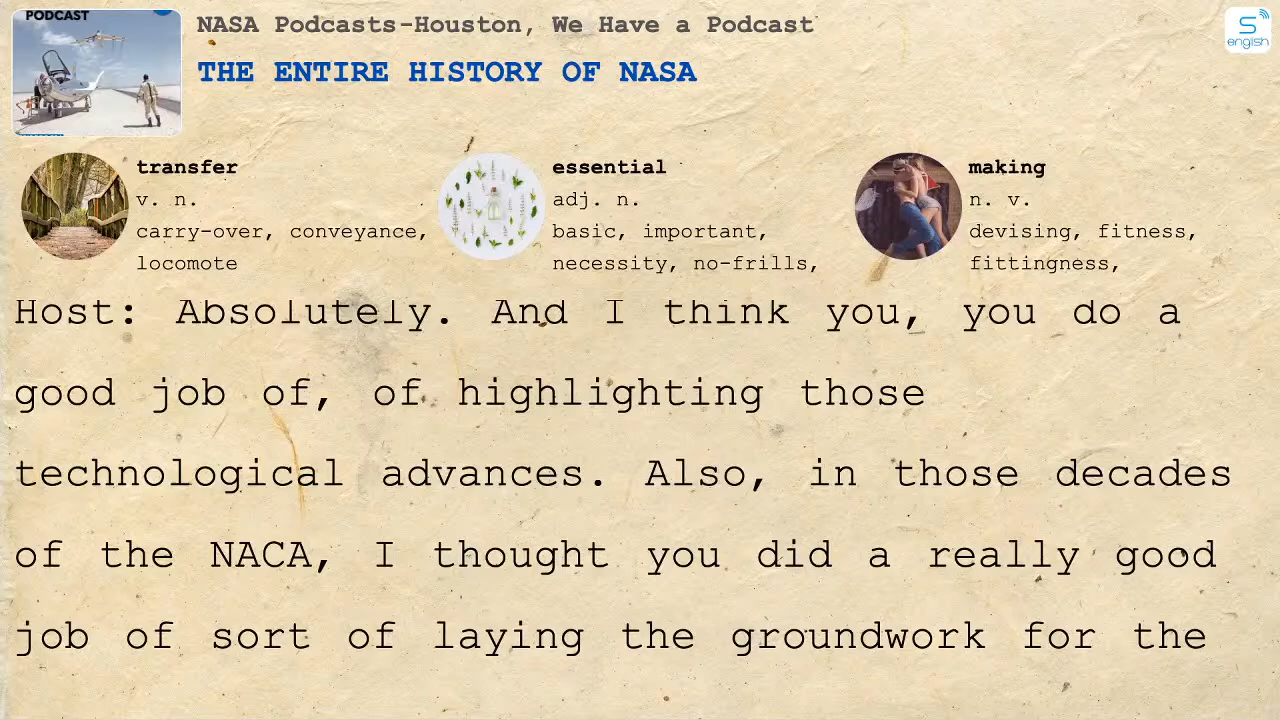 PODCAST
NASA Podcasts-Houston, We Have a Podcast
THE ENTIRE HISTORY OF NASA
S
english
transfer
v. n.
carry-over, conveyance,
locomote
essential
adj. n.
basic, important,
necessity, no-frills,
making
n. v.
devising, fitness,
fittingness,
Host: Absolutely. And I think you, you do a
good job of, of highlighting those
technological advances. Also, in those decades
of the NACA, I thought you did a really good
job of sort of laying the groundwork for the